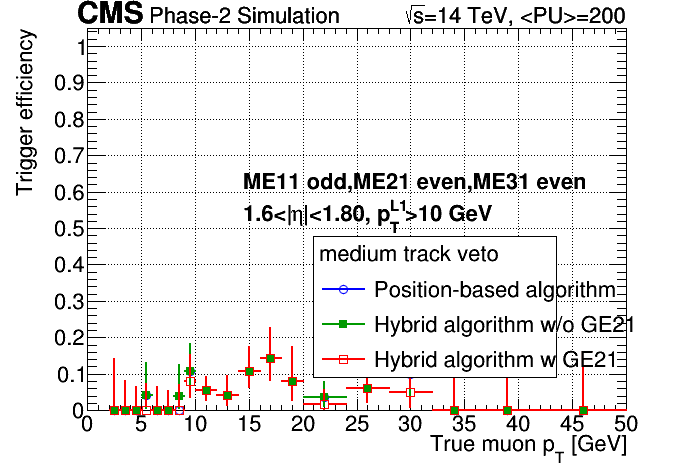 CMS Phase-2 Simulation √s=14 TeV, <PU>=200
Trigger efficiency
1
0.9
0.8
0.7
0.6
0.5
0.4
0.3
0.2
0.1
0
ME11 odd,ME21 even,ME31 even
1.6<|η|<1.80, p_T^L1>10 GeV
medium track veto
Position-based algorithm
Hybrid algorithm w/o GE21
Hybrid algorithm w GE21
0 5 10 15 20 25 30 35 40 45 50
True muon p_T [GeV]